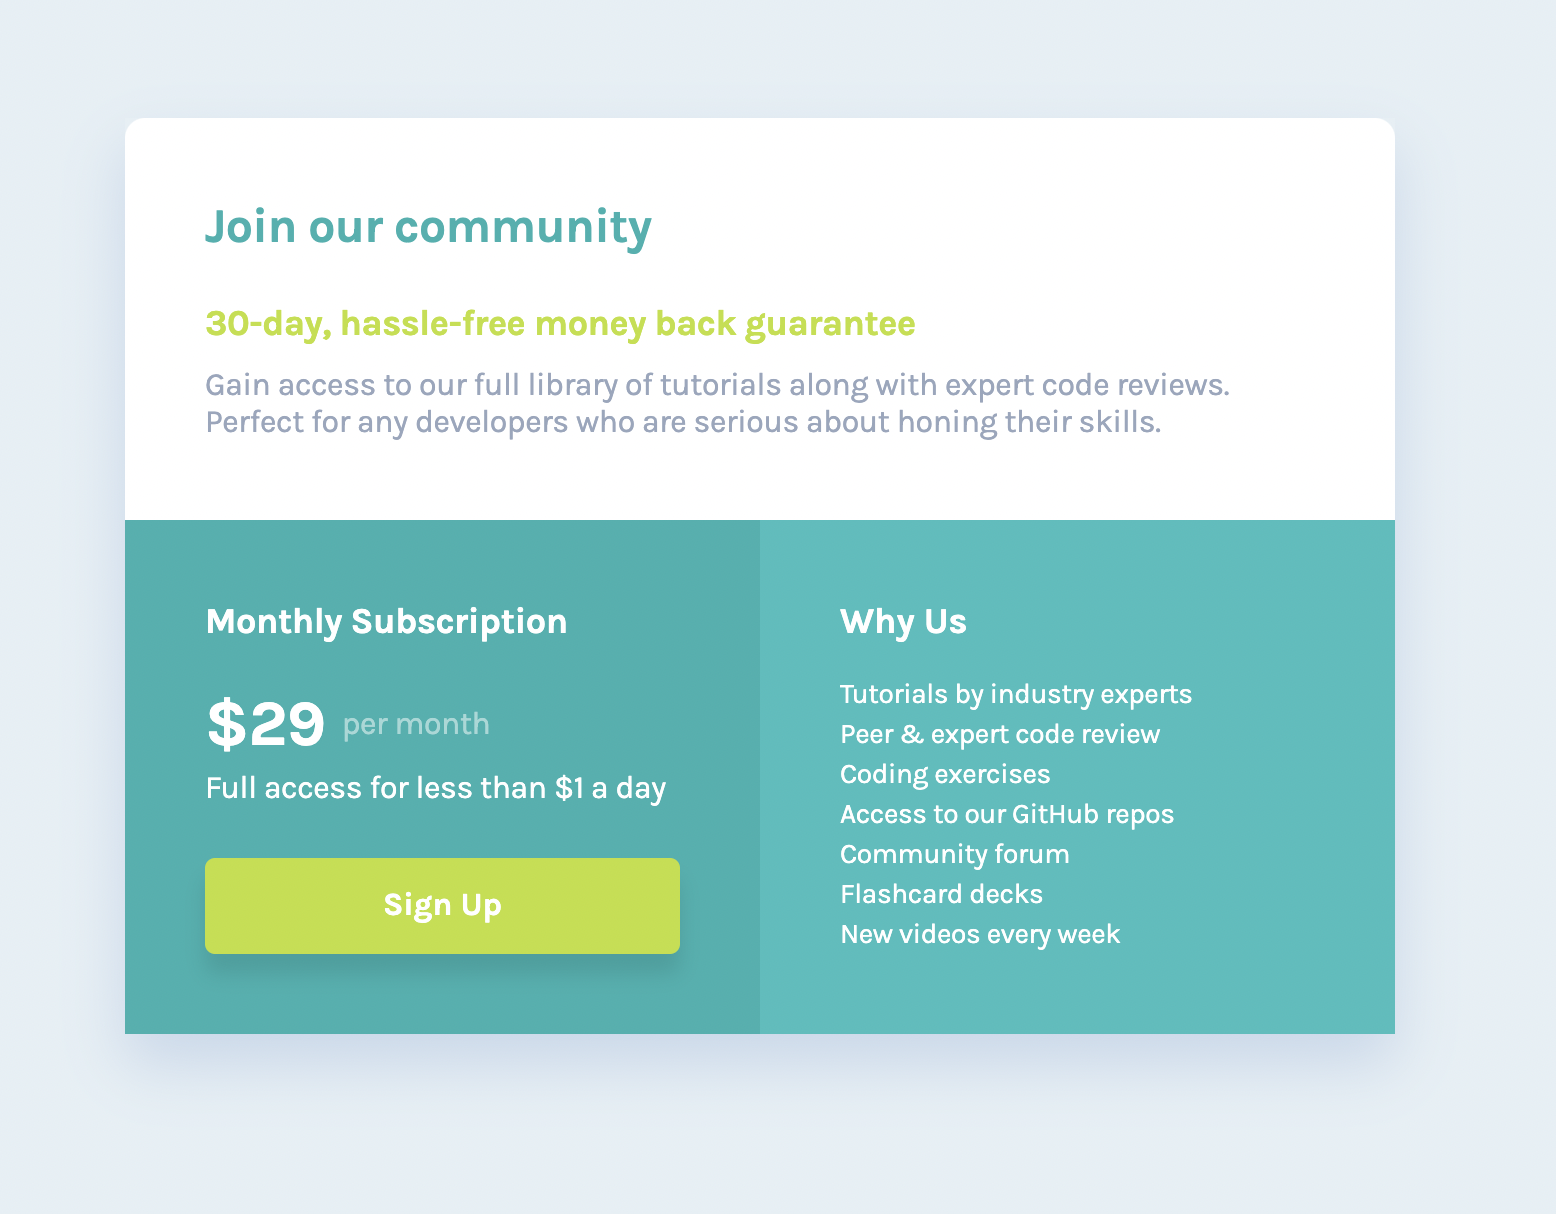 Join our community
30-day, hassle-free money back guarantee
Gain access to our full library of tutorials along with expert code reviews.
Perfect for any developers who are serious about honing their skills.
Monthly Subscription
$29 per month
Full access for less than $1 a day
Sign Up
Why Us
Tutorials by industry experts
Peer & expert code review
Coding exercises
Access to our GitHub repos
Community forum
Flashcard decks
New videos every week